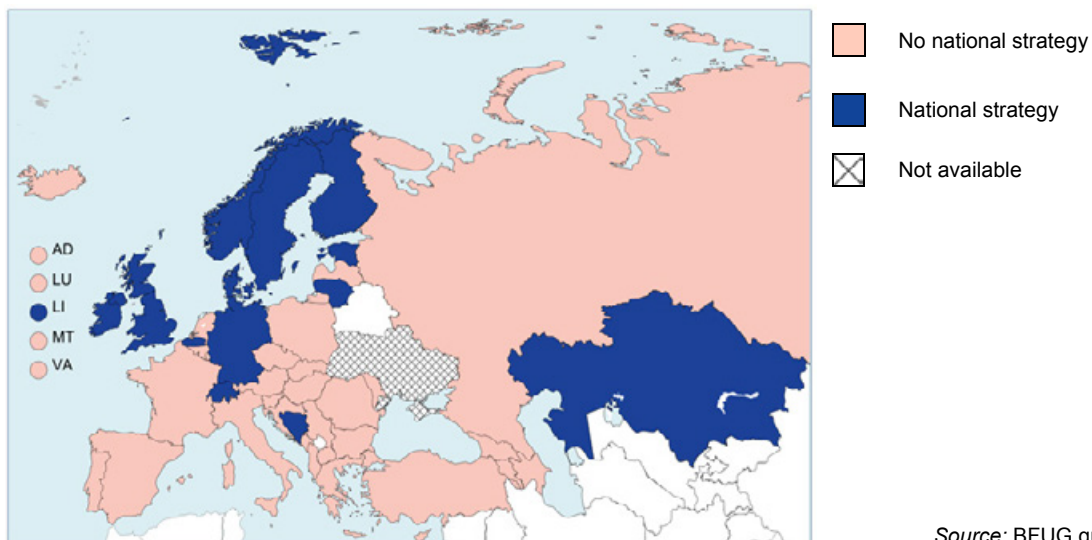 No national strategy
National strategy
Not available
AD
LU
LI
MT
VA
Source: BFUG